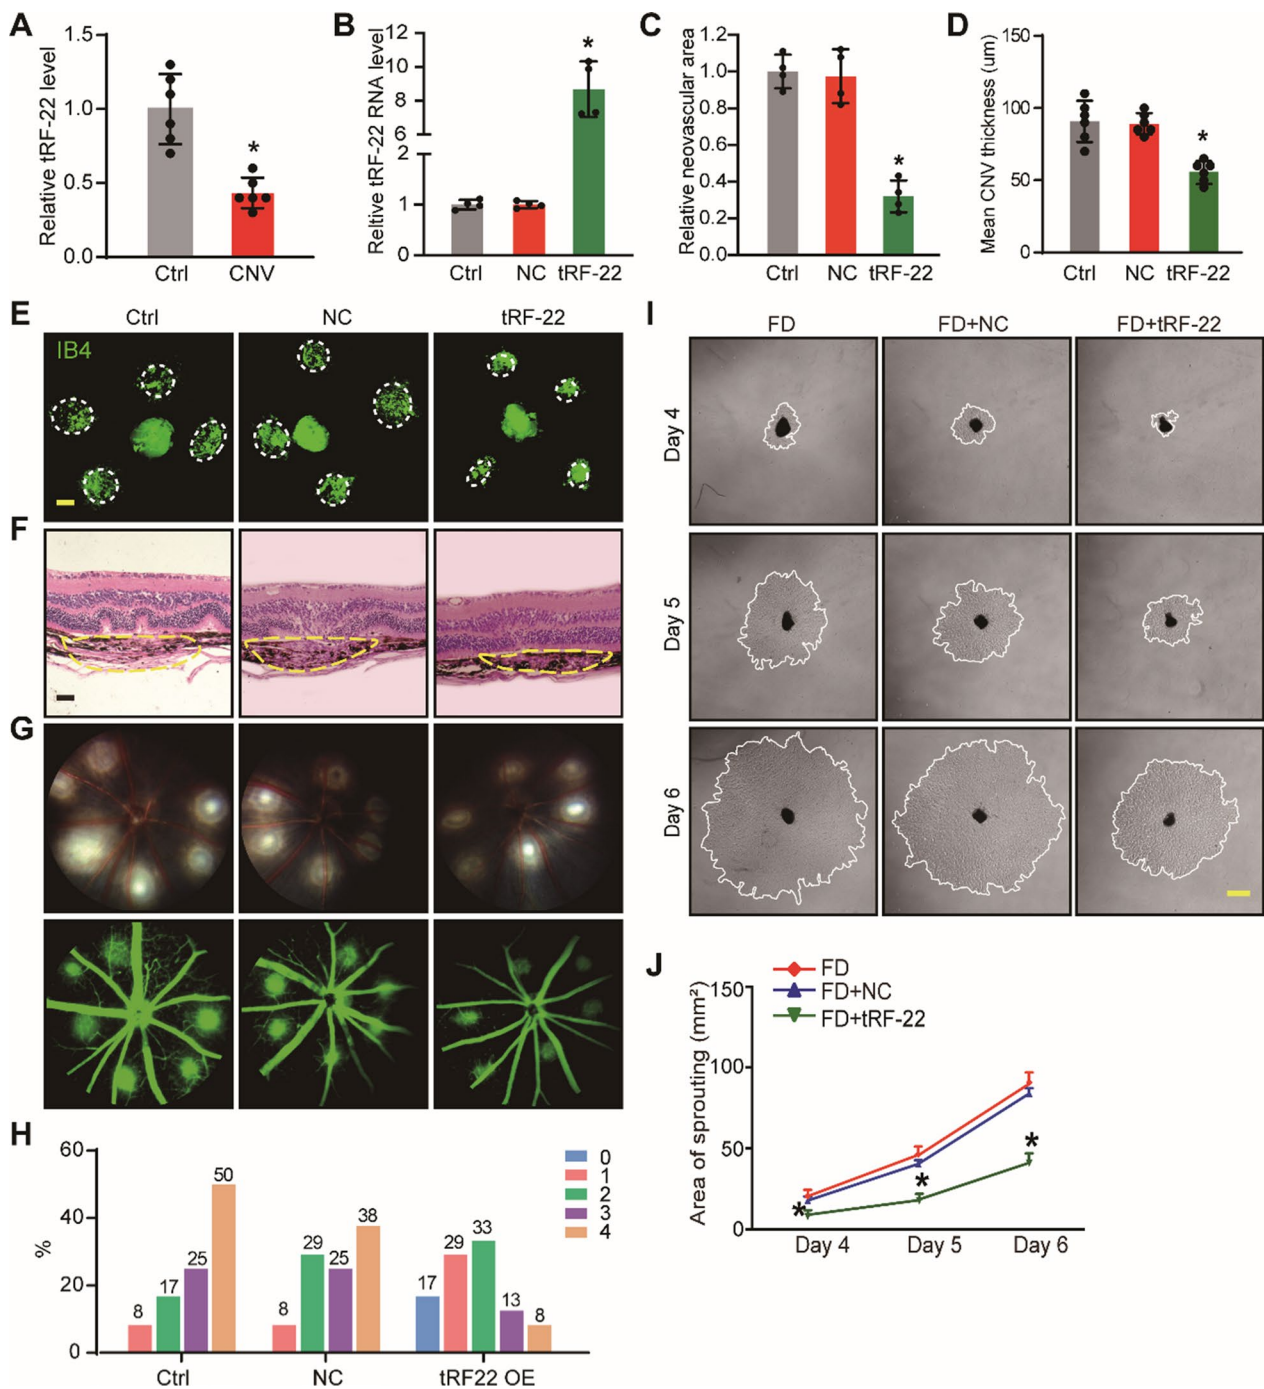 A
Relative tRF-22 level
1.5
1.0
0.5
0.0
*
Ctrl
CNV
B
Reltive tRF-22 RNA level
12
10
8
6
2
1
0
*
Ctrl
NC
tRF-22
C
Relative neovascular area
1.2
1.0
0.8
0.6
0.4
0.2
0.0
*
Ctrl
NC
tRF-22
D
Mean CNV thickness (um)
150
100
50
0
*
Ctrl
NC
tRF-22
E
Ctrl
NC
tRF-22
IB4
F
G
H
%
60
40
20
0
8
17
25
50
8
29
25
38
17
29
33
13
8
0
1
2
3
4
Ctrl
NC
tRF22 OE
I
FD
FD+NC
FD+tRF-22
Day 4
Day 5
Day 6
J
FD
FD+NC
FD+tRF-22
Area of sprouting (mm²)
150
100
50
0
*
*
*
Day 4
Day 5
Day 6